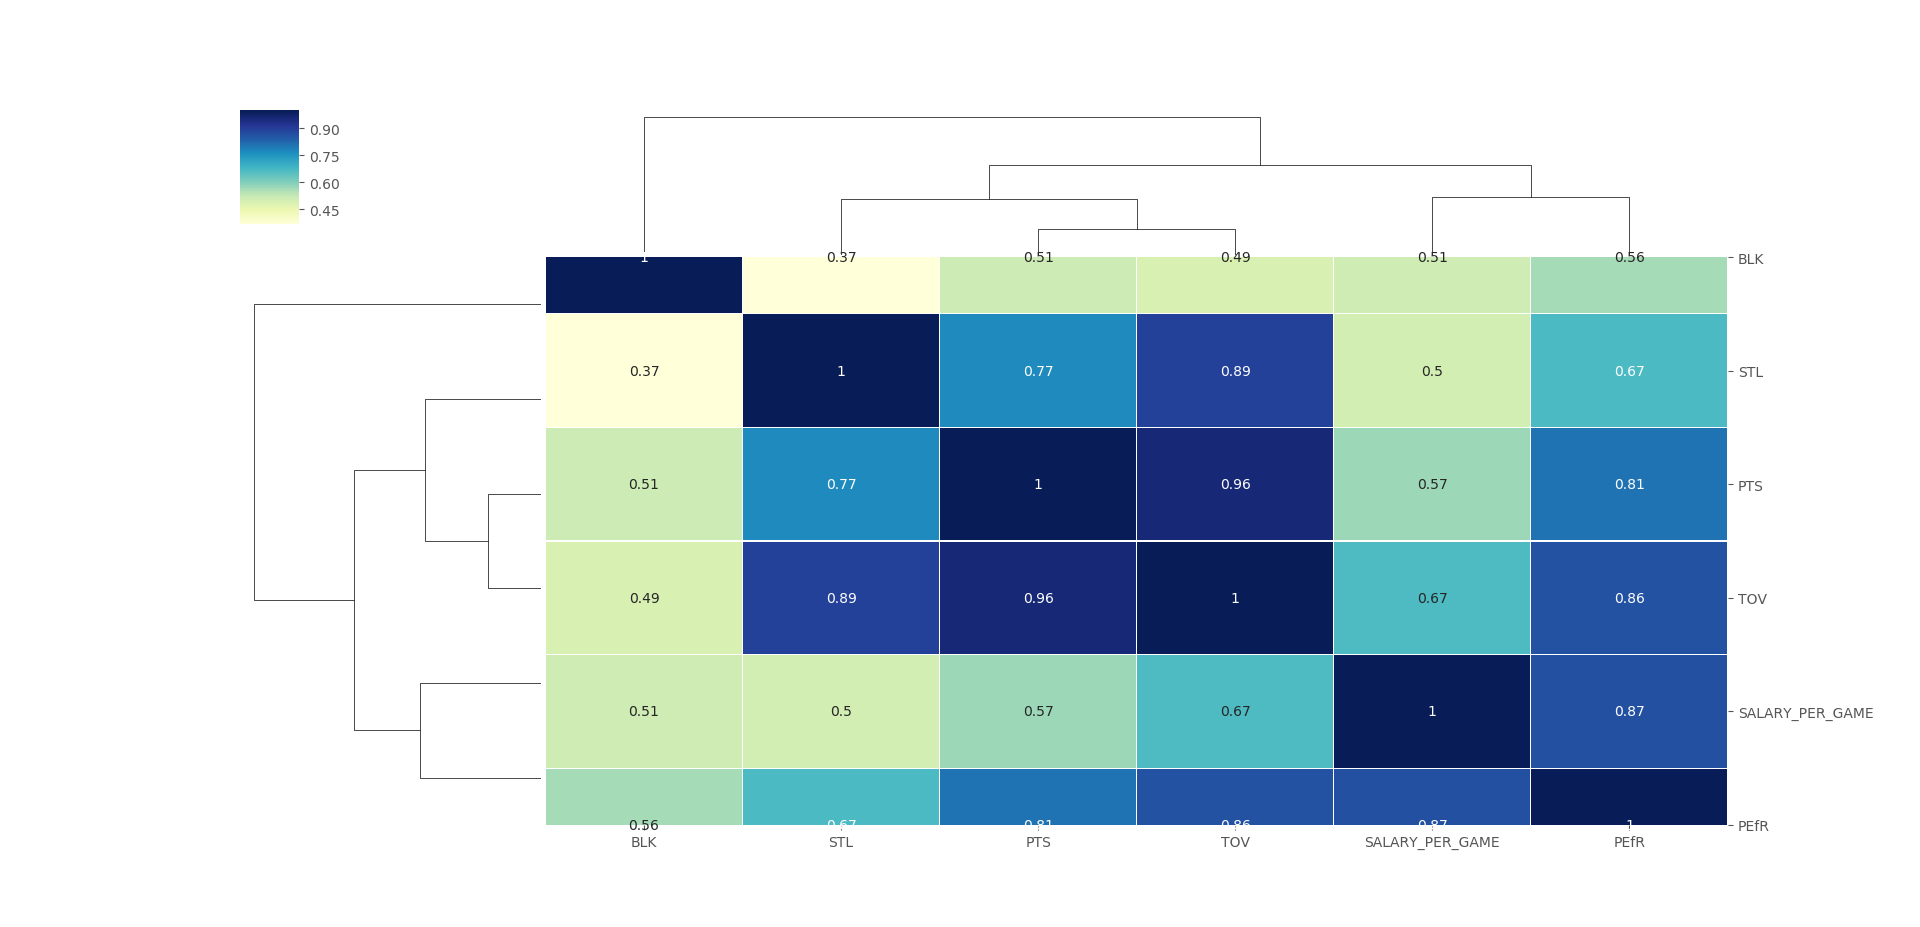 0.90
0.75
0.60
0.45
1 0.37 0.51 0.49 0.51 0.56 BLK
0.37 1 0.77 0.89 0.5 0.67 STL
0.51 0.77 1 0.96 0.57 0.81 PTS
0.49 0.89 0.96 1 0.67 0.86 TOV
0.51 0.5 0.57 0.67 1 0.87 SALARY_PER_GAME
0.56 0.67 0.81 0.86 0.87 1 PEfR
BLK STL PTS TOV SALARY_PER_GAME PEfR